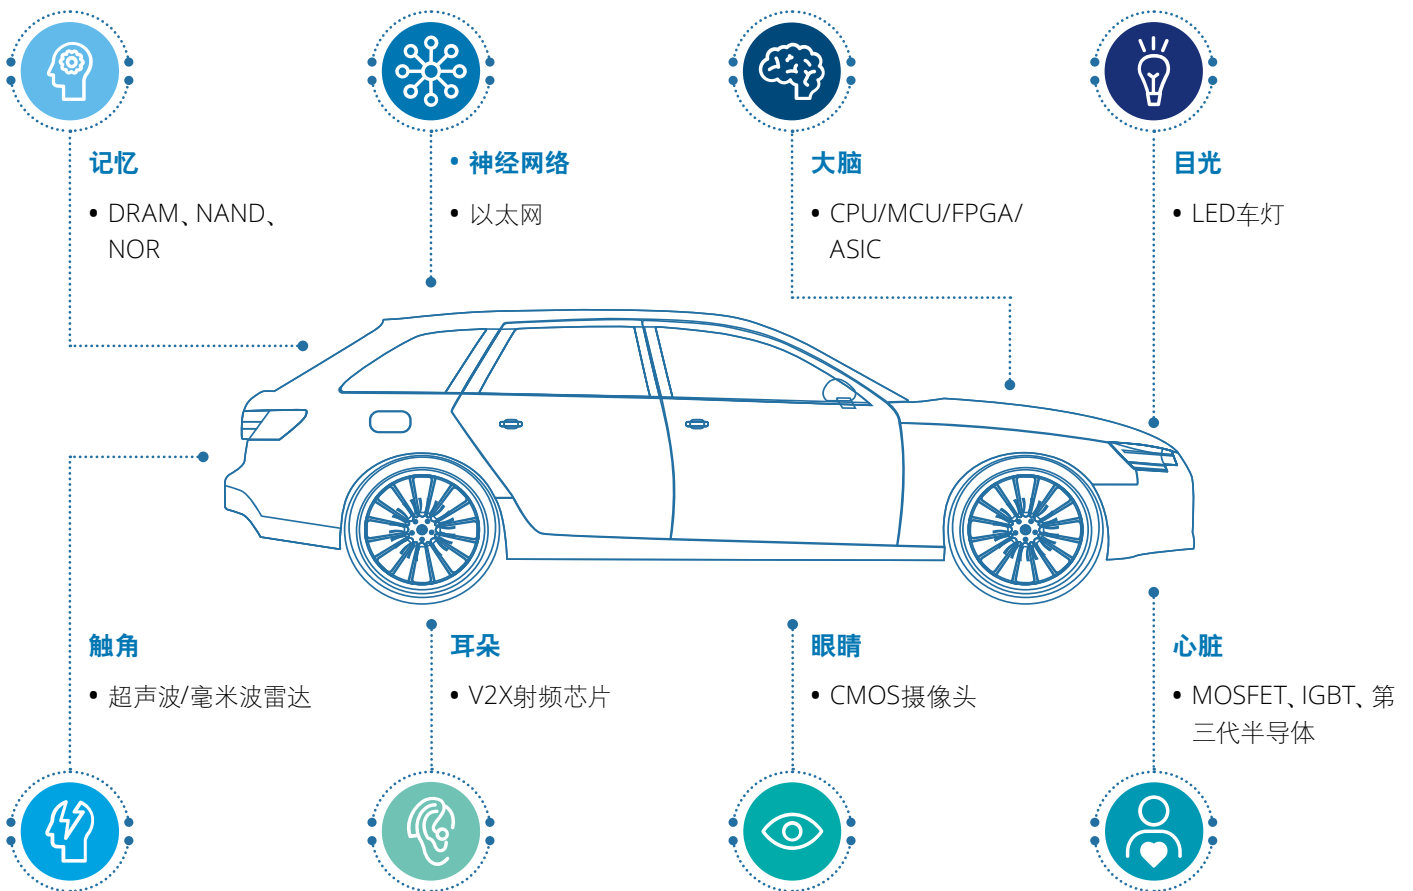 记忆
• DRAM、NAND、
NOR
• 神经网络
• 以太网
大脑
• CPU/MCU/FPGA/
ASIC
目光
• LED车灯
触角
• 超声波/毫米波雷达
耳朵
• V2X射频芯片
眼睛
• CMOS摄像头
心脏
• MOSFET、IGBT、第
三代半导体